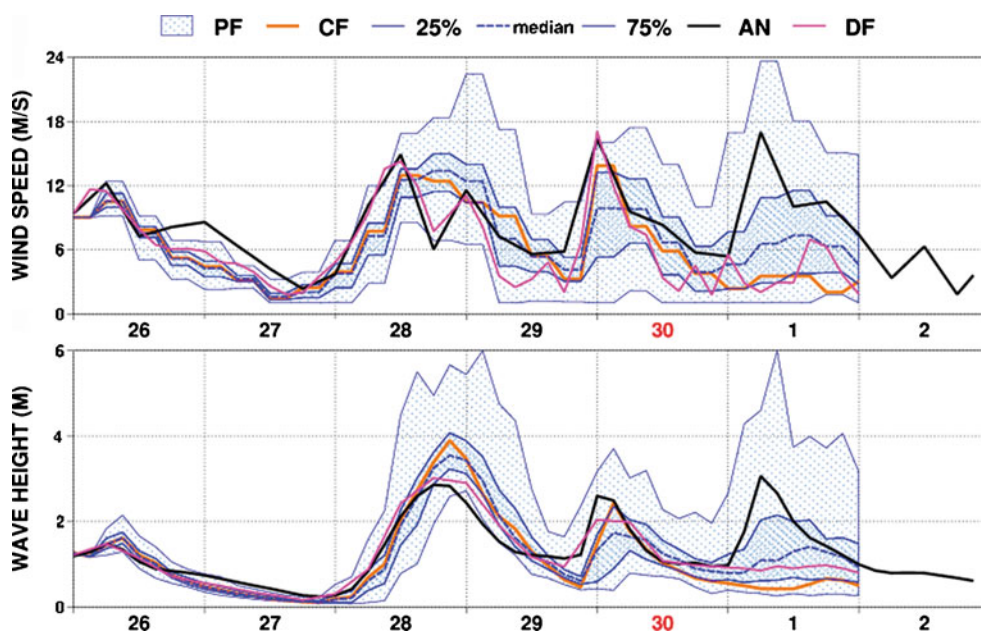 PF CF 25% median 75% AN DF
WIND SPEED (M/S)
24
18
12
6
0
26 27 28 29 30 1 2
WAVE HEIGHT (M)
6
4
2
0
26 27 28 29 30 1 2